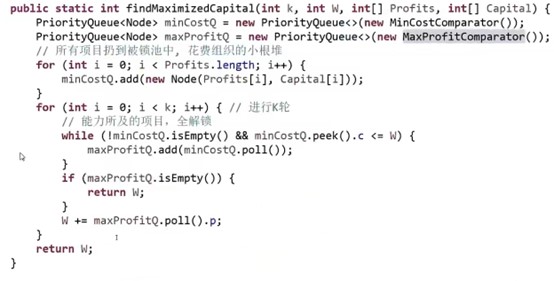 public static int findMaximizedCapital(int k, int W, int[] Profits, int[] Capital) {
    PriorityQueue<Node> minCostQ = new PriorityQueue<>(new MinCostComparator());
    PriorityQueue<Node> maxProfitQ = new PriorityQueue<>(new MaxProfitComparator());
    // 所有项目扔到被锁池中, 花费组织的小根堆
    for (int i = 0; i < Profits.length; i++) {
        minCostQ.add(new Node(Profits[i], Capital[i]));
    }
    for (int i = 0; i < k; i++) { // 进行K轮
        // 能力所及的项目, 全解锁
        while (!minCostQ.isEmpty() && minCostQ.peek().c <= W) {
            maxProfitQ.add(minCostQ.poll());
        }
        if (maxProfitQ.isEmpty()) {
            return W;
        }
        W += maxProfitQ.poll().p;
    }
    return W;
}